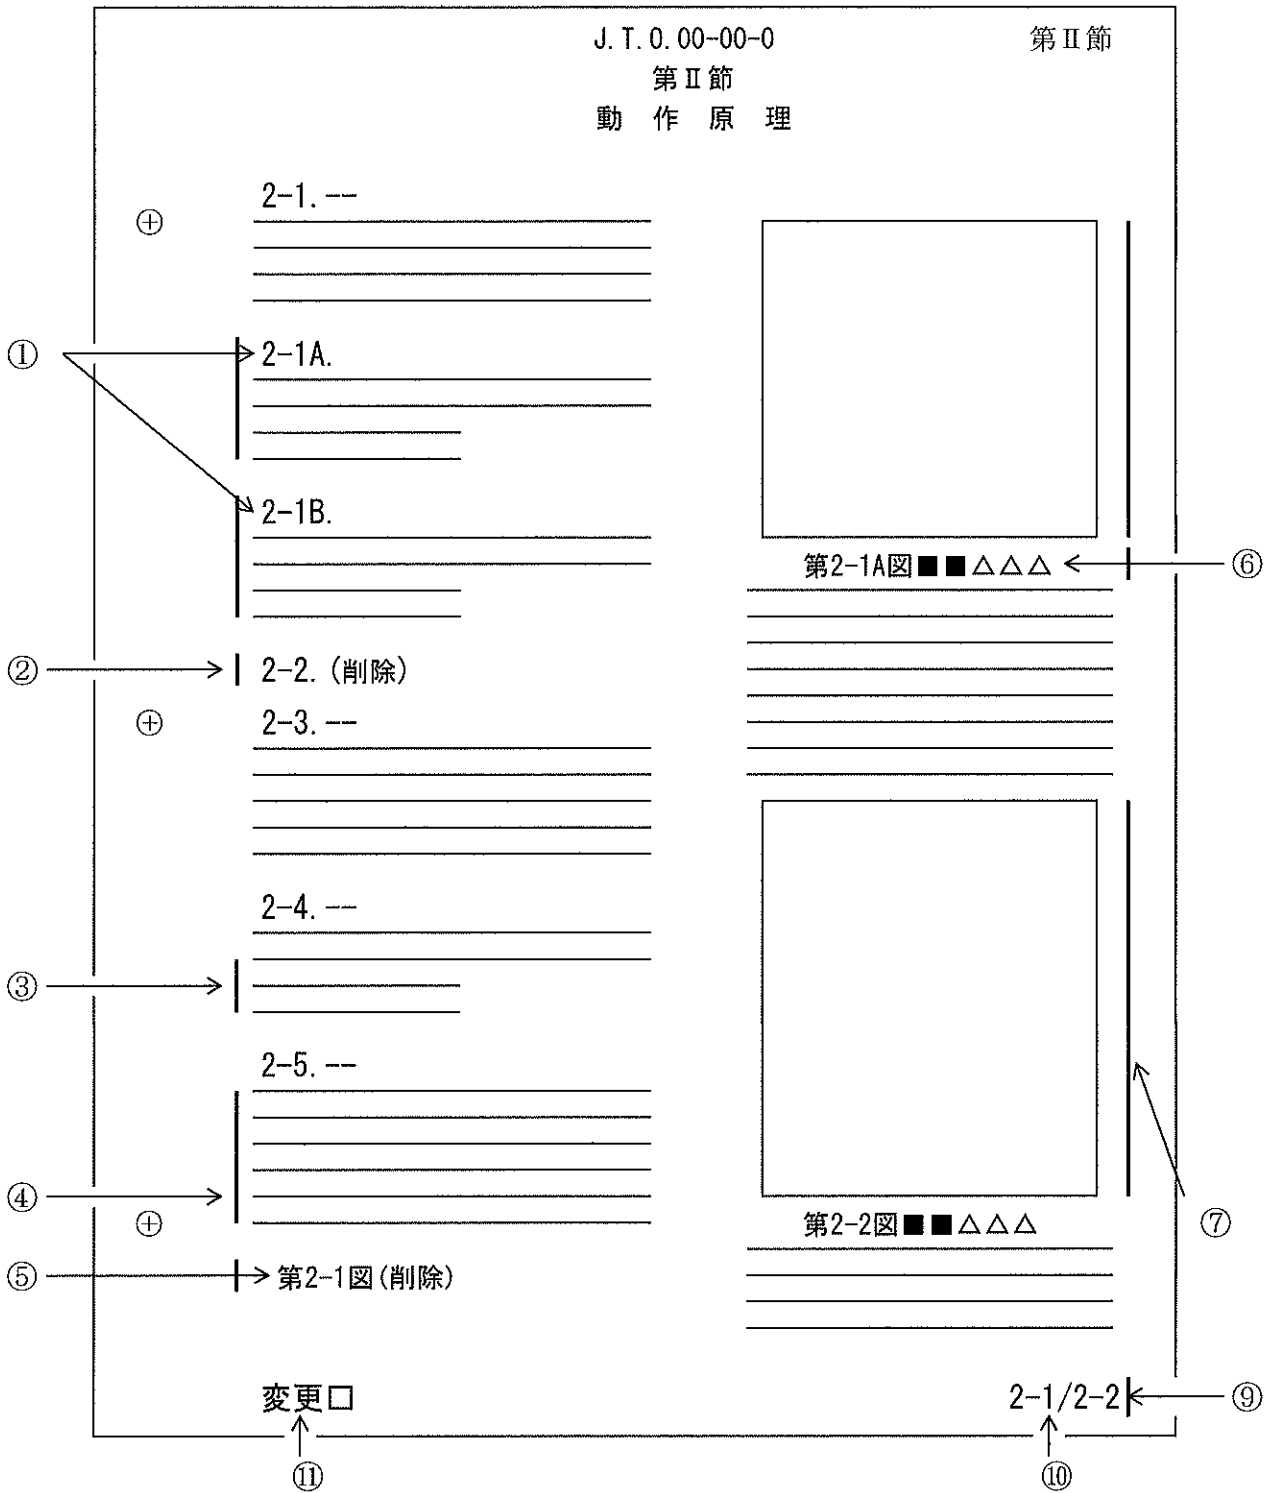 J.T.0.00-00-0
第Ⅱ節
第Ⅱ節
動作原理
2-1.--
① 2-1A.
2-1B.
② 2-2.(削除)
2-3.--
2-4.--
③
2-5.--
④
⑤ 第2-1図(削除)
第2-1A図■■△△△ ⑥
⑦
第2-2図■■△△△
変更□
2-1/2-2 ⑨
⑪
⑩